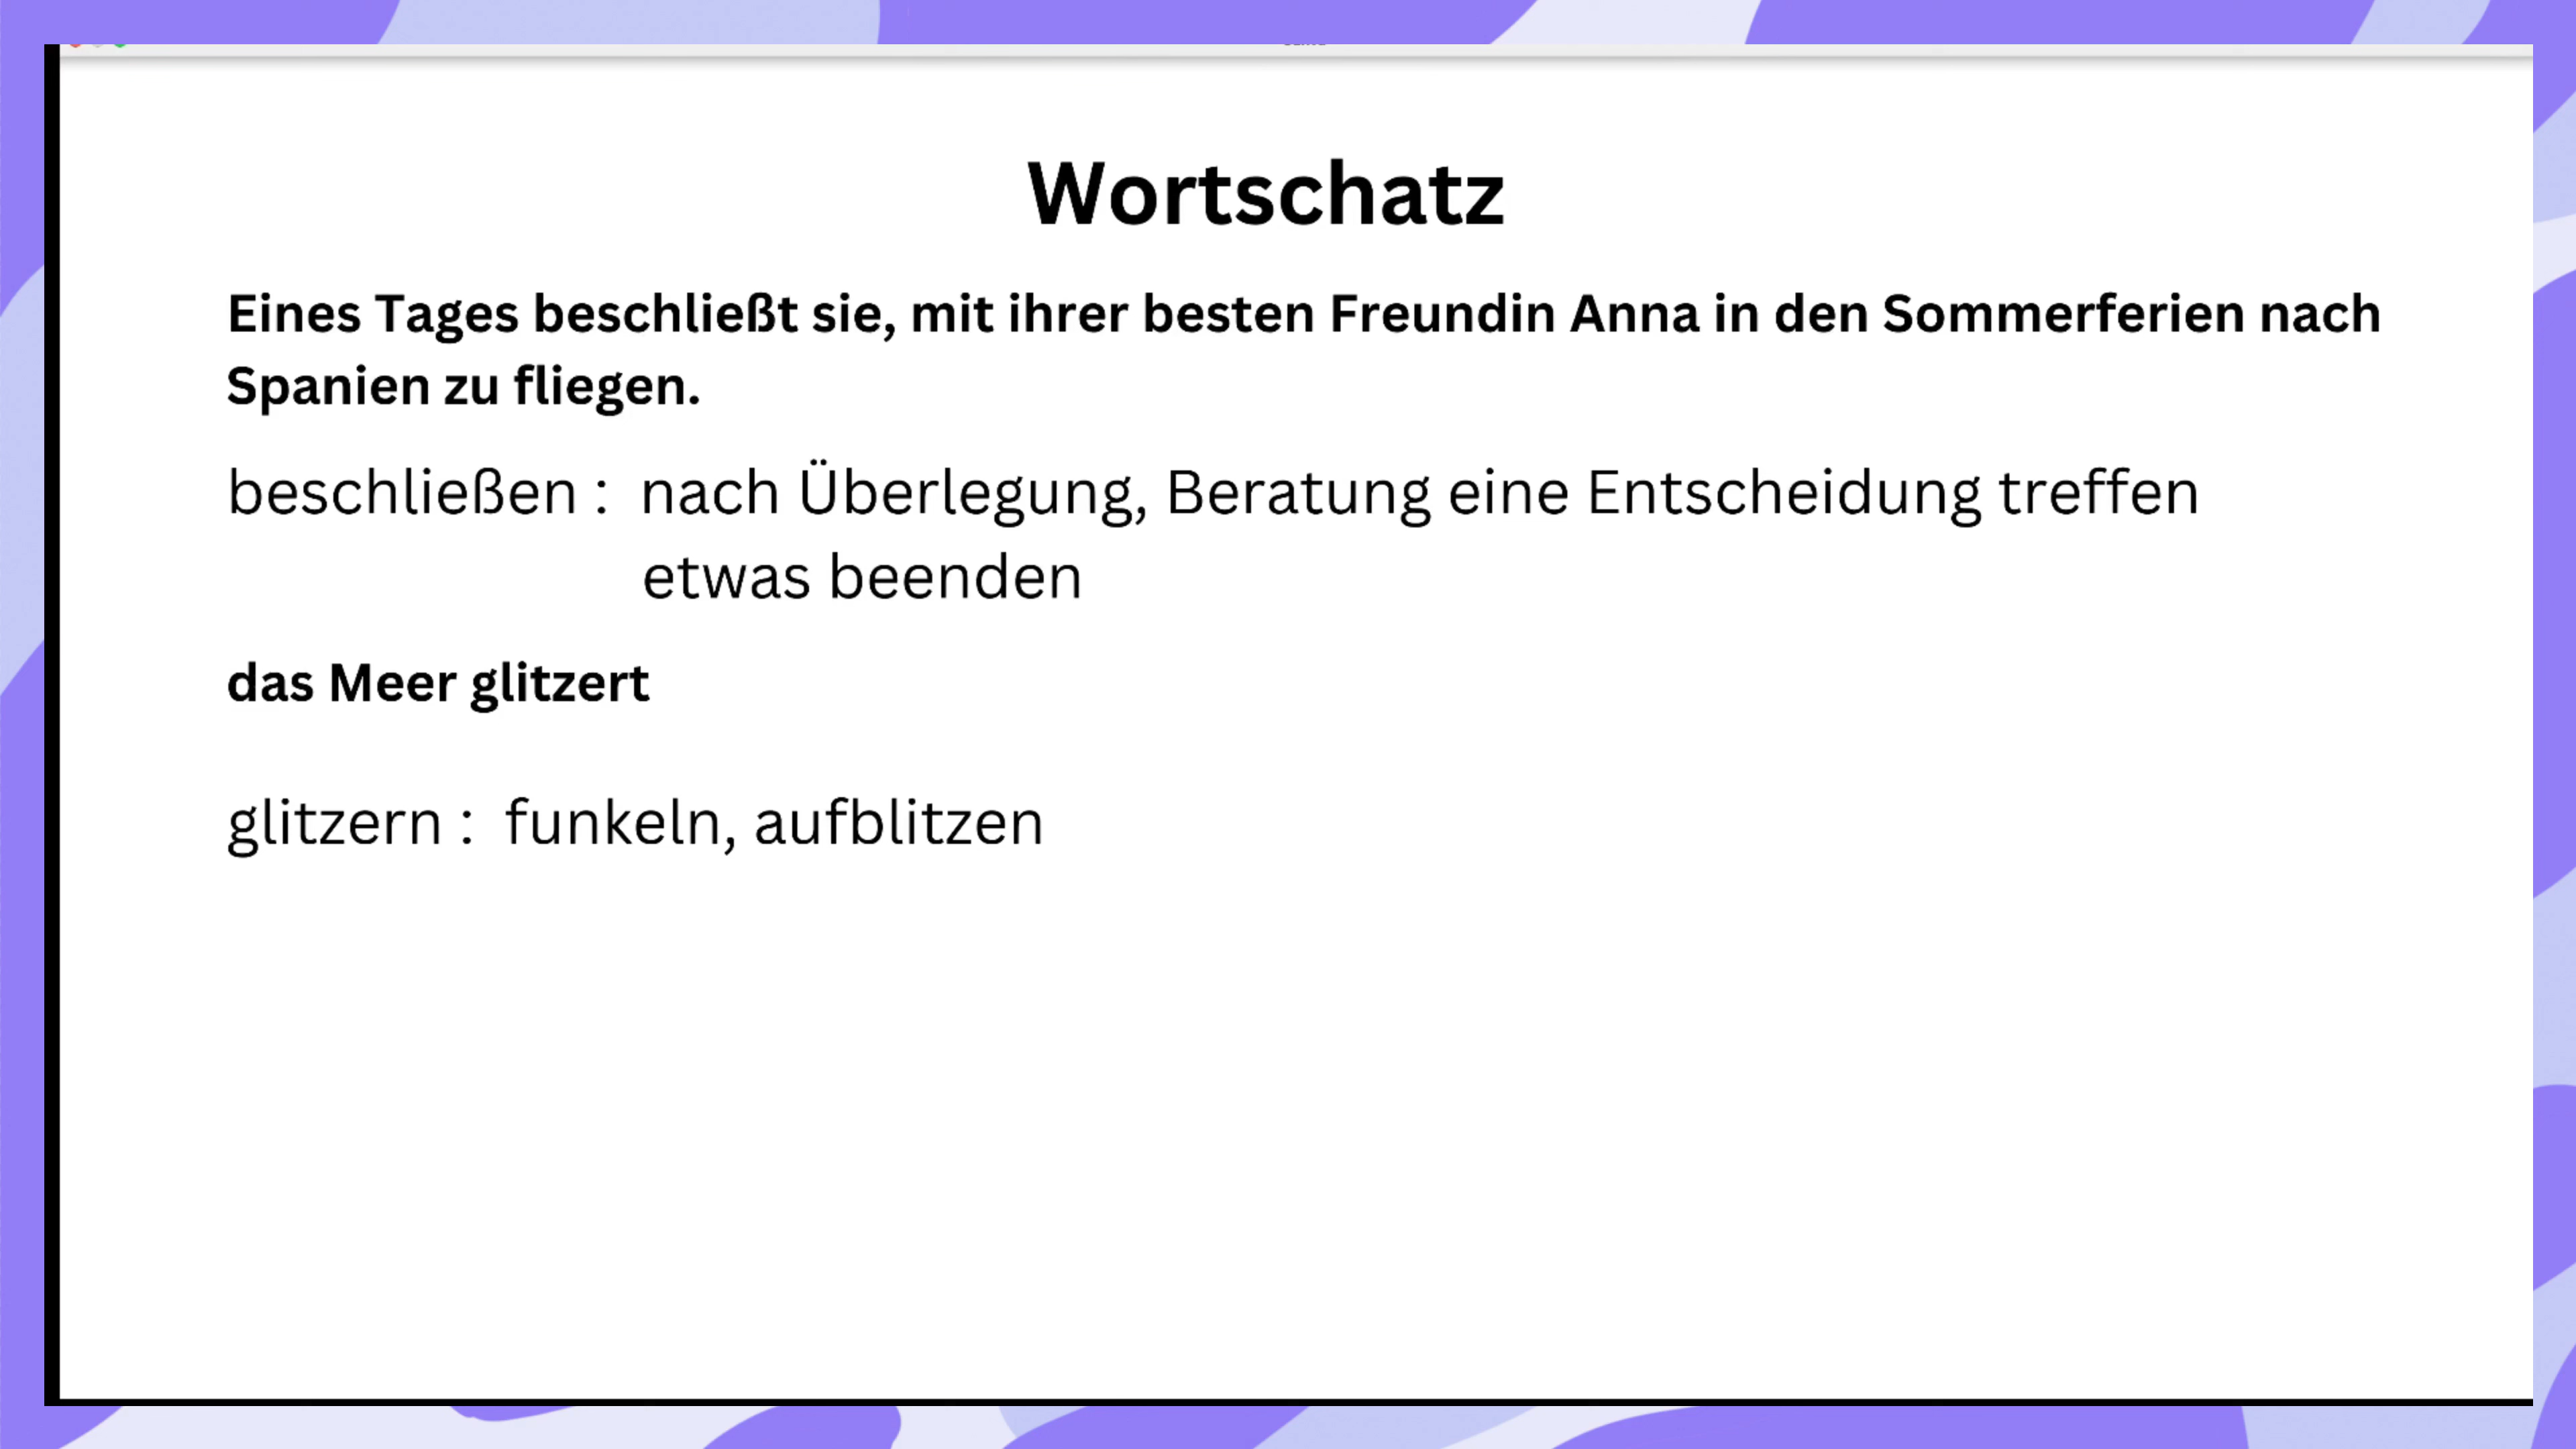 Wortschatz
Eines Tages beschließt sie, mit ihrer besten Freundin Anna in den Sommerferien nach
Spanien zu fliegen.
beschließen : nach Überlegung, Beratung eine Entscheidung treffen
etwas beenden
das Meer glitzert
glitzern : funkeln, aufblitzen